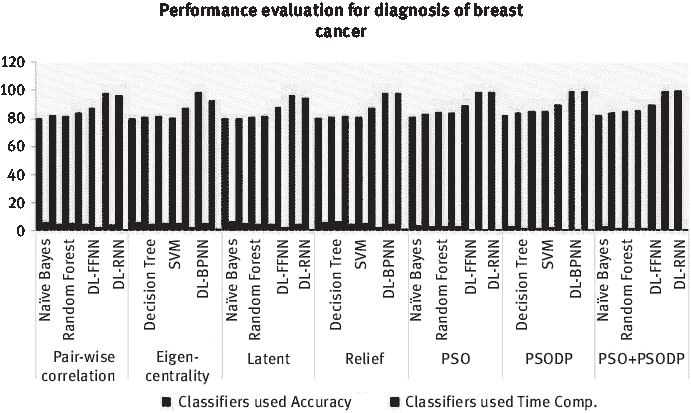 Performance evaluation for diagnosis of breast
cancer
120
100
80
60
40
20
0
Naïve Bayes
Random Forest
DL-FFNN
DL-RNN
Decision Tree
SVM
DL-BPNN
Naïve Bayes
Random Forest
DL-FFNN
DL-RNN
Decision Tree
SVM
DL-BPNN
Naïve Bayes
Random Forest
DL-FFNN
DL-RNN
Decision Tree
SVM
DL-BPNN
Naïve Bayes
Random Forest
DL-FFNN
DL-RNN
Pair-wise
correlation
Eigen-
centrality
Latent
Relief
PSO
PSODP
PSO+PSODP
Classifiers used Accuracy
Classifiers used Time Comp.